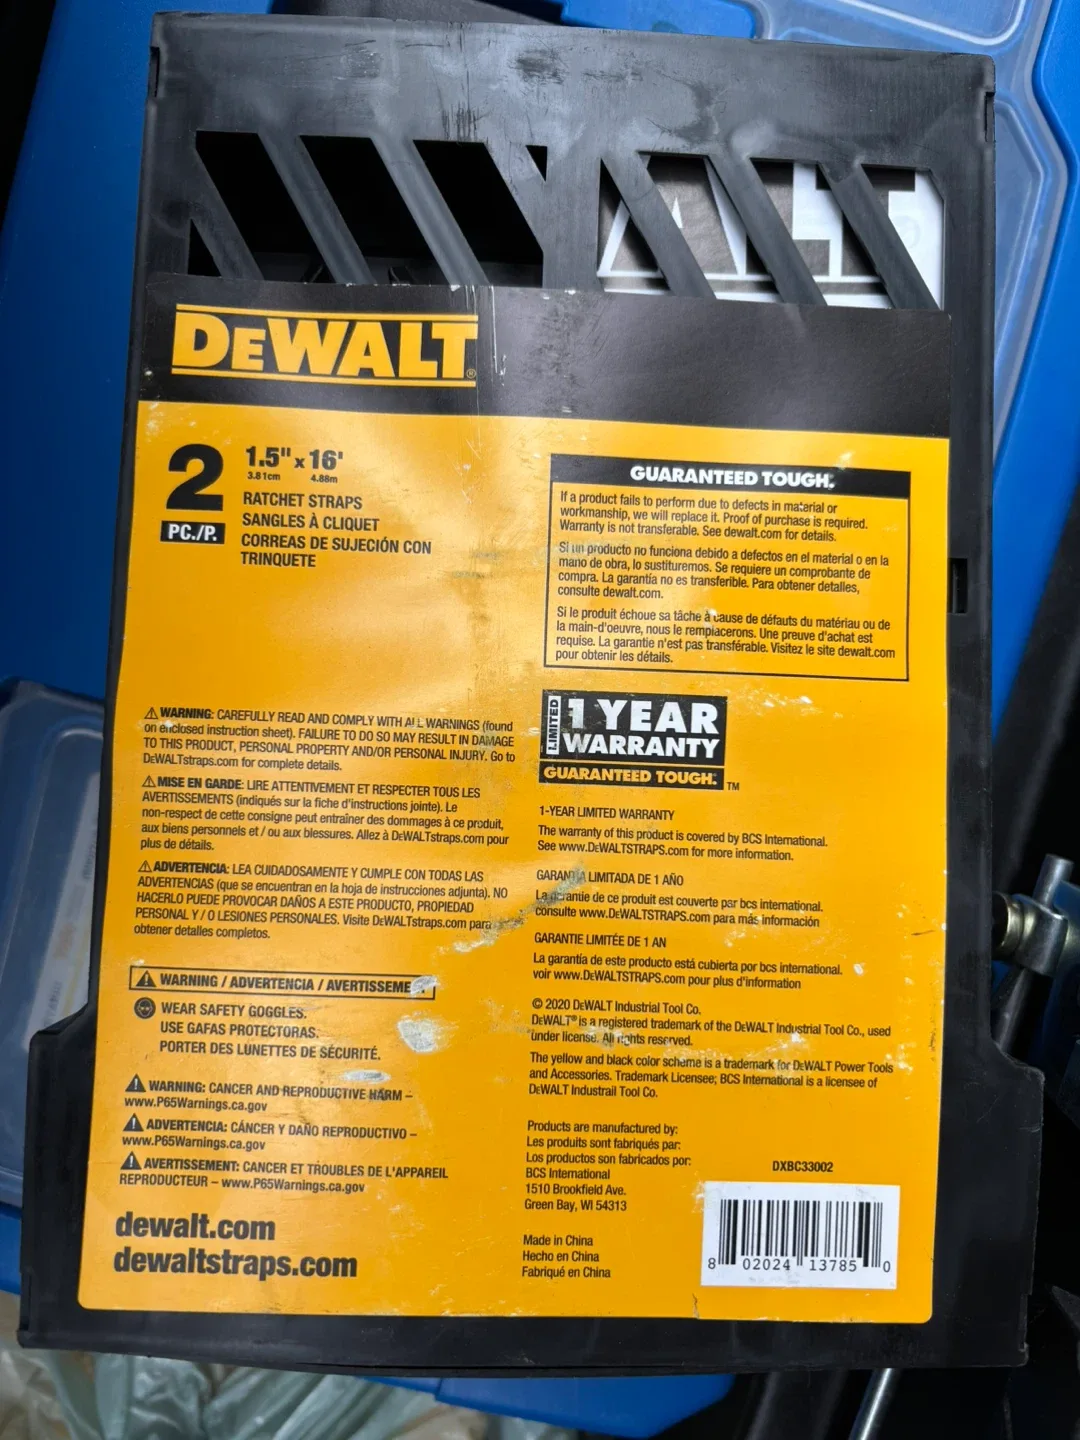 ALT
DEWALT®
2
PC./P.
1.5" x 16'
3.81cm 4.88m
RATCHET STRAPS
SANGLES À CLIQUET
CORREAS DE SUJECIÓN CON
TRINQUETE
GUARANTEED TOUGH.
If a product fails to perform due to defects in material or
workmanship, we will replace it. Proof of purchase is required.
Warranty is not transferable. See dewalt.com for details.
Si un producto no funciona debido a defectos en el material o en la
mano de obra, lo sustituremos. Se requiere un comprobante de
compra. La garantía no es transferible. Para obtener detalles,
consulte dewalt.com.
Si le produit échoue sa tâche à cause de défauts du matériau ou de
la main-d'oeuvre, nous le remplacerons. Une preuve d'achat est
requise. La garantie n'est pas transférable. Visitez le site dewalt.com
pour obtenir les détails.
⚠ WARNING: CAREFULLY READ AND COMPLY WITH ALL WARNINGS (found
on enclosed instruction sheet). FAILURE TO DO SO MAY RESULT IN DAMAGE
TO THIS PRODUCT, PERSONAL PROPERTY AND/OR PERSONAL INJURY. Go to
DEWALTstraps.com for complete details.
⚠ MISE EN GARDE: LIRE ATTENTIVEMENT ET RESPECTER TOUS LES
AVERTISSEMENTS (indiqués sur la fiche d'instructions jointe). Le
non-respect de cette consigne peut entraîner des dommages à ce produit,
aux biens personnels et / ou aux blessures. Allez à DEWALTstraps.com pour
plus de détails.
⚠ ADVERTENCIA: LEA CUIDADOSAMENTE Y CUMPLE CON TODAS LAS
ADVERTENCIAS (que se encuentran en la hoja de instrucciones adjunta). NO
HACERLO PUEDE PROVOCAR DAÑOS A ESTE PRODUCTO, PROPIEDAD
PERSONAL Y / O LESIONES PERSONALES. Visite DEWALTstraps.com para
obtener detalles completos.
⚠ WARNING / ADVERTENCIA / AVERTISSEME
WEAR SAFETY GOGGLES.
USE GAFAS PROTECTORAS.
PORTER DES LUNETTES DE SÉCURITÉ.
⚠ WARNING: CANCER AND REPRODUCTIVE HARM –
www.P65Warnings.ca.gov
⚠ ADVERTENCIA: CÁNCER Y DAÑO REPRODUCTIVO –
www.P65Warnings.ca.gov
⚠ AVERTISSEMENT: CANCER ET TROUBLES DE L'APPAREIL
REPRODUCTEUR – www.P65Warnings.ca.gov
dewalt.com
dewaltstraps.com
LIMITED
1 YEAR
WARRANTY
GUARANTEED TOUGH.™
1-YEAR LIMITED WARRANTY
The warranty of this product is covered by BCS International.
See www.DEWALTSTRAPS.com for more information.
GARANTÍA LIMITADA DE 1 AÑO
La garantie de ce produit est couverte par bcs international.
consulte www.DEWALTSTRAPS.com para más información
GARANTIE LIMITÉE DE 1 AN
La garantía de este producto está cubierta por bcs international.
voir www.DEWALTSTRAPS.com pour plus d'information
© 2020 DEWALT Industrial Tool Co.
DEWALT® is a registered trademark of the DEWALT Industrial Tool Co., used
under license. All rights reserved.
The yellow and black color scheme is a trademark for DEWALT Power Tools
and Accessories. Trademark Licensee; BCS International is a licensee of
DEWALT Industrail Tool Co.
Products are manufactured by:
Les produits sont fabriqués par:
Los productos son fabricados por:
BCS International
1510 Brookfield Ave.
Green Bay, WI 54313
Made in China
Hecho en China
Fabriqué en China
DXBC33002
8 02024 13785 0